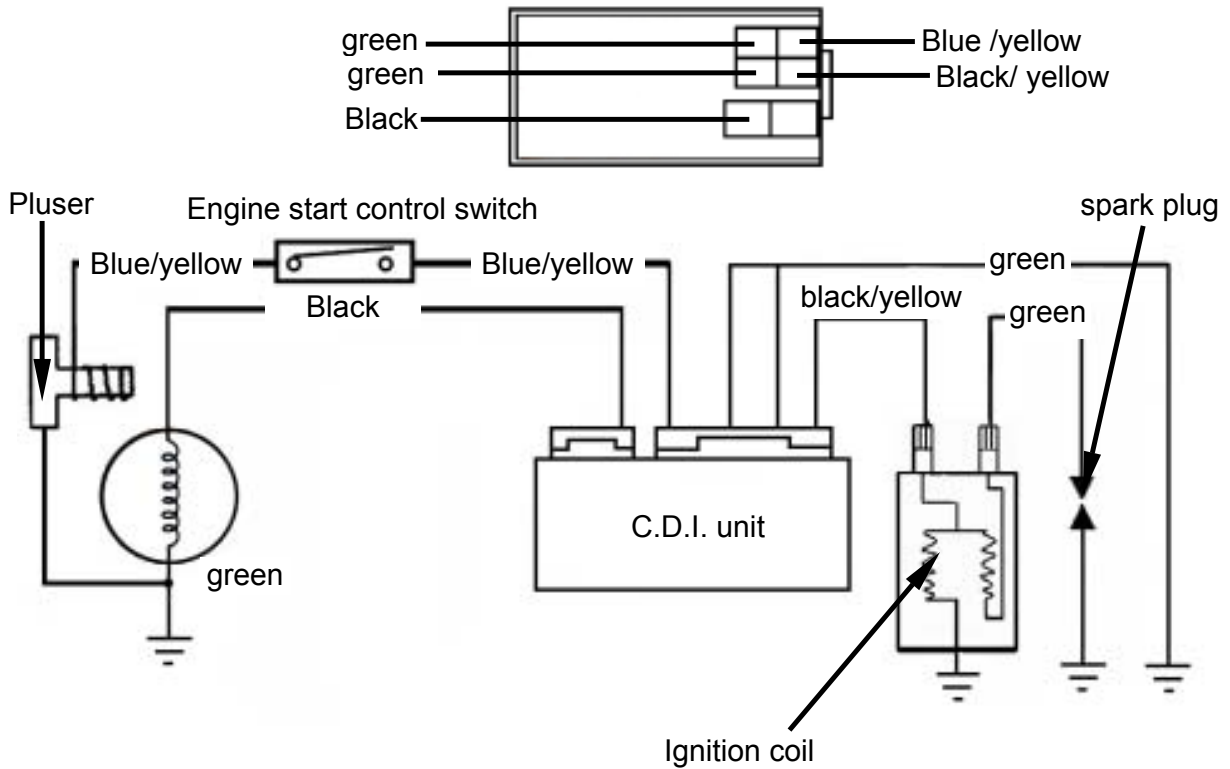 green
Blue /yellow
green
Black/ yellow
Black
Pluser
Engine start control switch
spark plug
Blue/yellow
Blue/yellow
green
Black
black/yellow
green
C.D.I. unit
green
Ignition coil